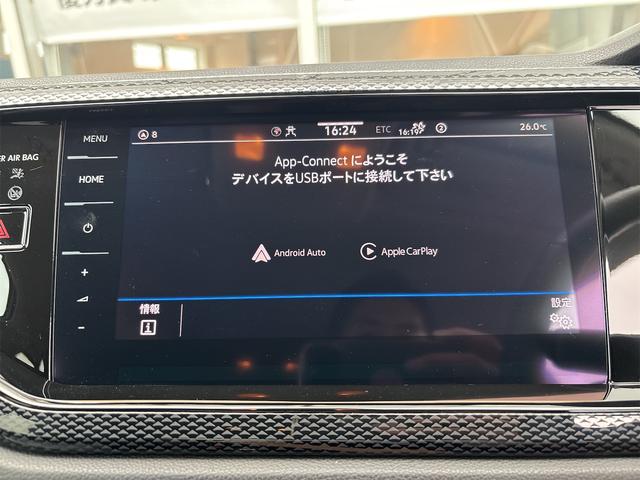 MENU
8
16:24
ETC
16:19
2
26.0°C
ER AIR BAG
App-Connect にようこそ
デバイスをUSBポートに接続して下さい
HOME
Android Auto
Apple CarPlay
情報
設定